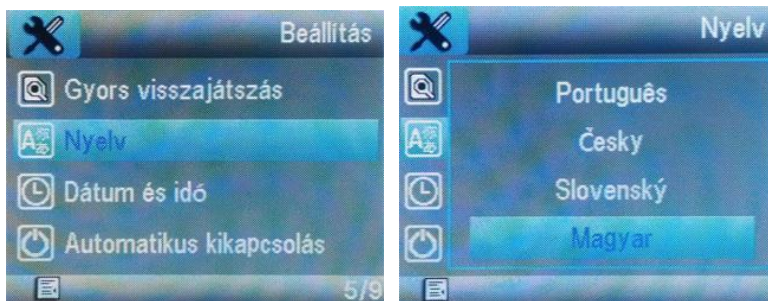 Beállítás
Gyors visszajátszás
Nyelv
Dátum és idő
Automatikus kikapcsolás
5/9
Nyelv
Português
Česky
Slovenský
Magyar